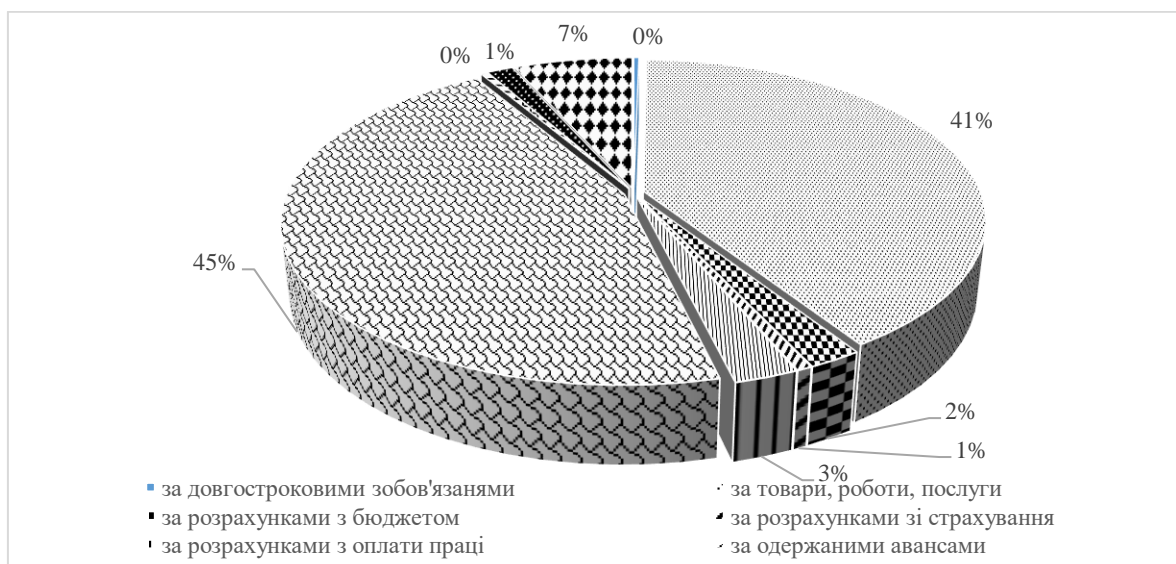 0% 1% 7% 0%
41%
45%
2%
1%
3%
за довгостроковими зобов'язанями за товари, роботи, послуги
за розрахунками з бюджетом за розрахунками зі страхування
за розрахунками з оплати праці за одержаними авансами